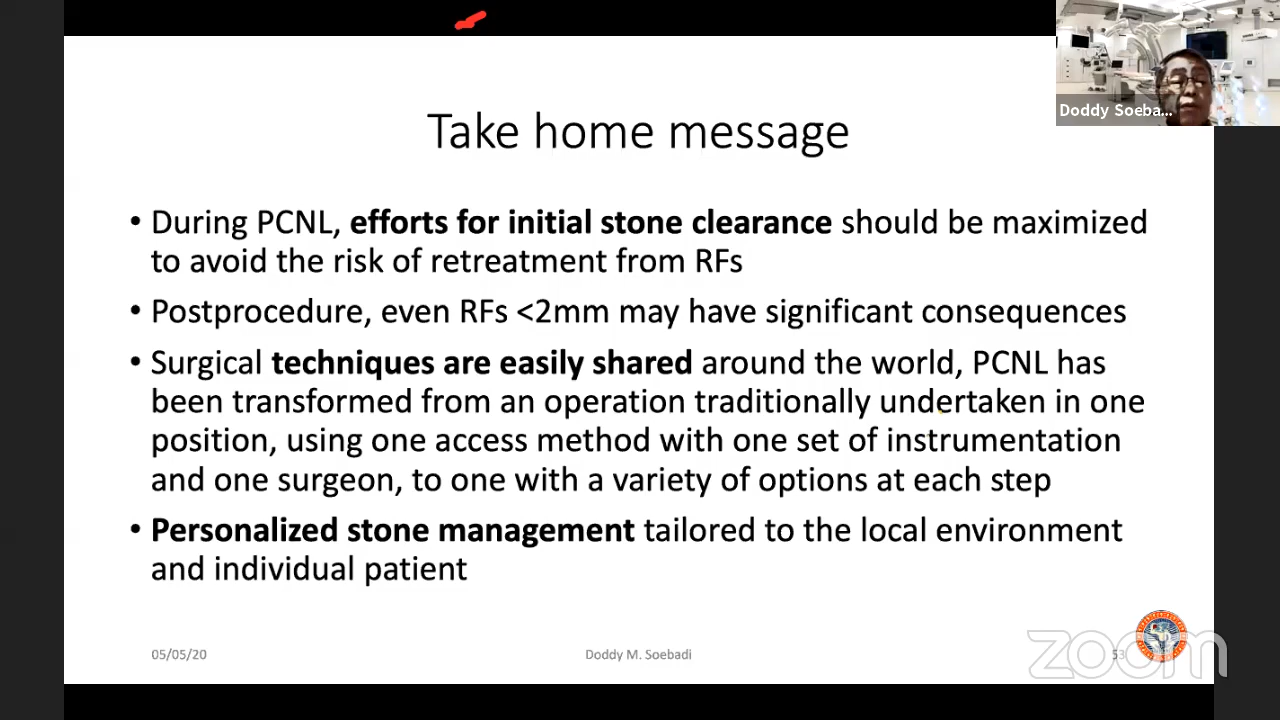 Doddy Soeba...
Take home message
• During PCNL, efforts for initial stone clearance should be maximized
to avoid the risk of retreatment from RFs
• Postprocedure, even RFs <2mm may have significant consequences
• Surgical techniques are easily shared around the world, PCNL has
been transformed from an operation traditionally undertaken in one
position, using one access method with one set of instrumentation
and one surgeon, to one with a variety of options at each step
• Personalized stone management tailored to the local environment
and individual patient
05/05/20
Doddy M. Soebadi
53
zoom